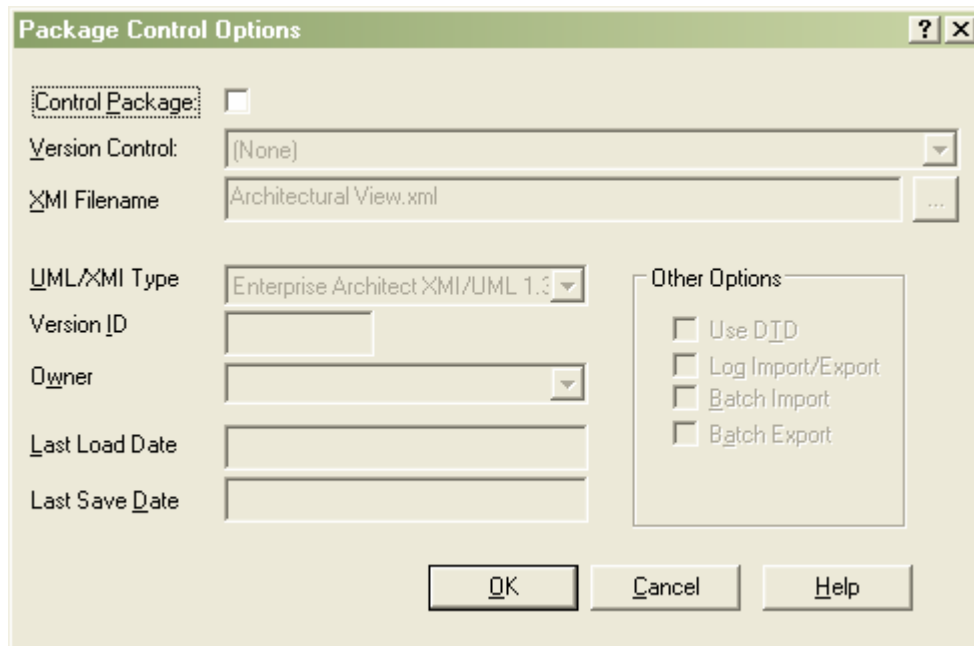 Package Control Options
Control Package:
Version Control: (None)
XMI Filename Architectural View.xml ...
UML/XMI Type Enterprise Architect XMI/UML 1.3
Version ID
Owner
Last Load Date
Last Save Date
Other Options
Use DTD
Log Import/Export
Batch Import
Batch Export
OK Cancel Help